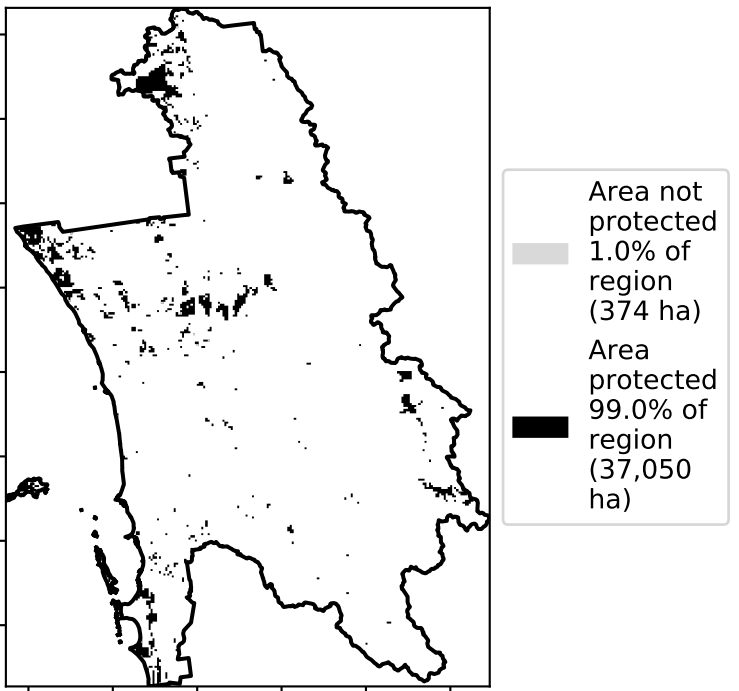 Area not
protected
1.0% of
region
(374 ha)
Area
protected
99.0% of
region
(37,050
ha)